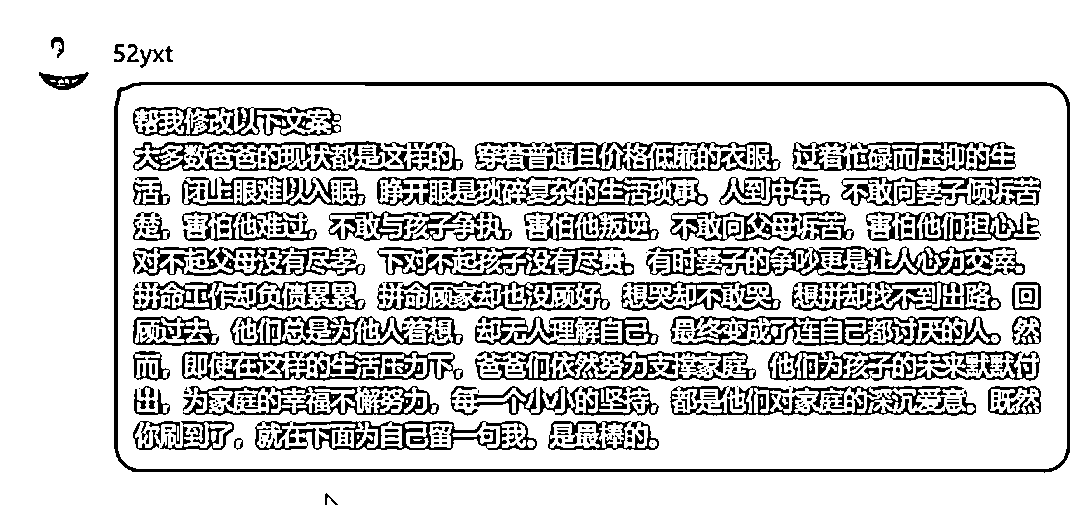 52yxt
帮我修改以下文案：
大多数爸爸的现状都是这样的，穿着普通且价格低廉的衣服，过着忙碌而压抑的生
活，闭上眼难以入眠，睁开眼是琐碎复杂的生活琐事。人到中年，不敢向妻子倾诉苦
楚，害怕他难过，不敢与孩子争执，害怕他叛逆，不敢向父母诉苦，害怕他们担心上
对不起父母没有尽孝，下对不起孩子没有尽责。有时妻子的争吵更是让人心力交瘁。
拼命工作却负债累累，拼命顾家却也没顾好，想哭却不敢哭，想拼却找不到出路。回
顾过去，他们总是为他人着想，却无人理解自己，最终变成了连自己都讨厌的人。然
而，即使在这样的生活压力下，爸爸们依然努力支撑家庭，他们为孩子的未来默默付
出，为家庭的幸福不懈努力，每一个小小的坚持，都是他们对家庭的深沉爱意。既然
你刷到了，就在下面为自己留一句我。是最棒的。